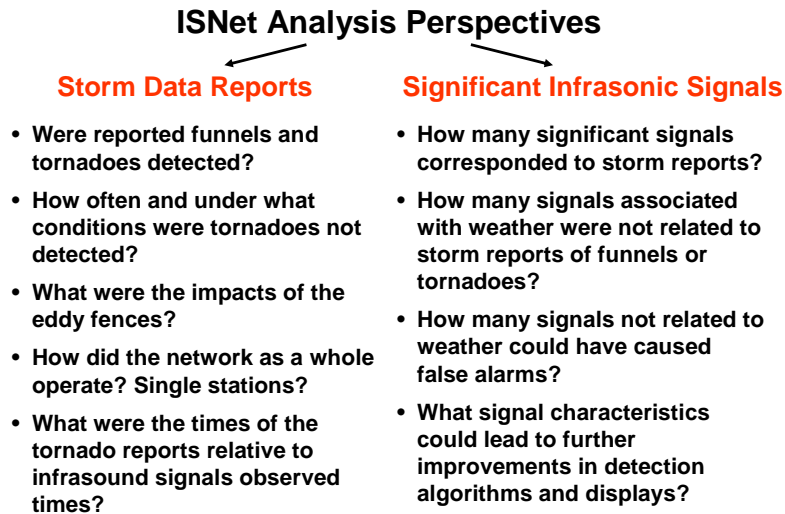 ISNet Analysis Perspectives
Storm Data Reports
• Were reported funnels and
tornadoes detected?
• How often and under what
conditions were tornadoes not
detected?
• What were the impacts of the
eddy fences?
• How did the network as a whole
operate? Single stations?
• What were the times of the
tornado reports relative to
infrasound signals observed
times?
Significant Infrasonic Signals
• How many significant signals
corresponded to storm reports?
• How many signals associated
with weather were not related to
storm reports of funnels or
tornadoes?
• How many signals not related to
weather could have caused
false alarms?
• What signal characteristics
could lead to further
improvements in detection
algorithms and displays?